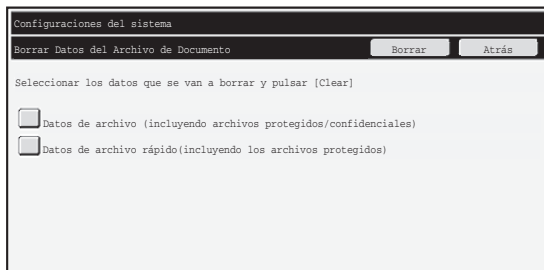 Configuraciones del sistema
Borrar Datos del Archivo de Documento Borrar Atrás
Seleccionar los datos que se van a borrar y pulsar [Clear]
Datos de archivo (incluyendo archivos protegidos/confidenciales)
Datos de archivo rápido(incluyendo los archivos protegidos)